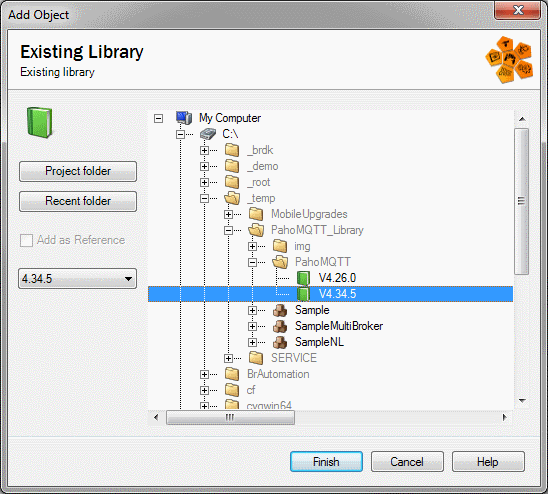 Add Object
Existing Library
Existing library
Project folder
Recent folder
Add as Reference
4.34.5
My Computer
C:\
_brdk
_demo
_root
_temp
MobileUpgrades
PahoMQTT_Library
img
PahoMQTT
V4.26.0
V4.34.5
Sample
SampleMultiBroker
SampleNL
SERVICE
BrAutomation
cf
cygwin64
Finish
Cancel
Help